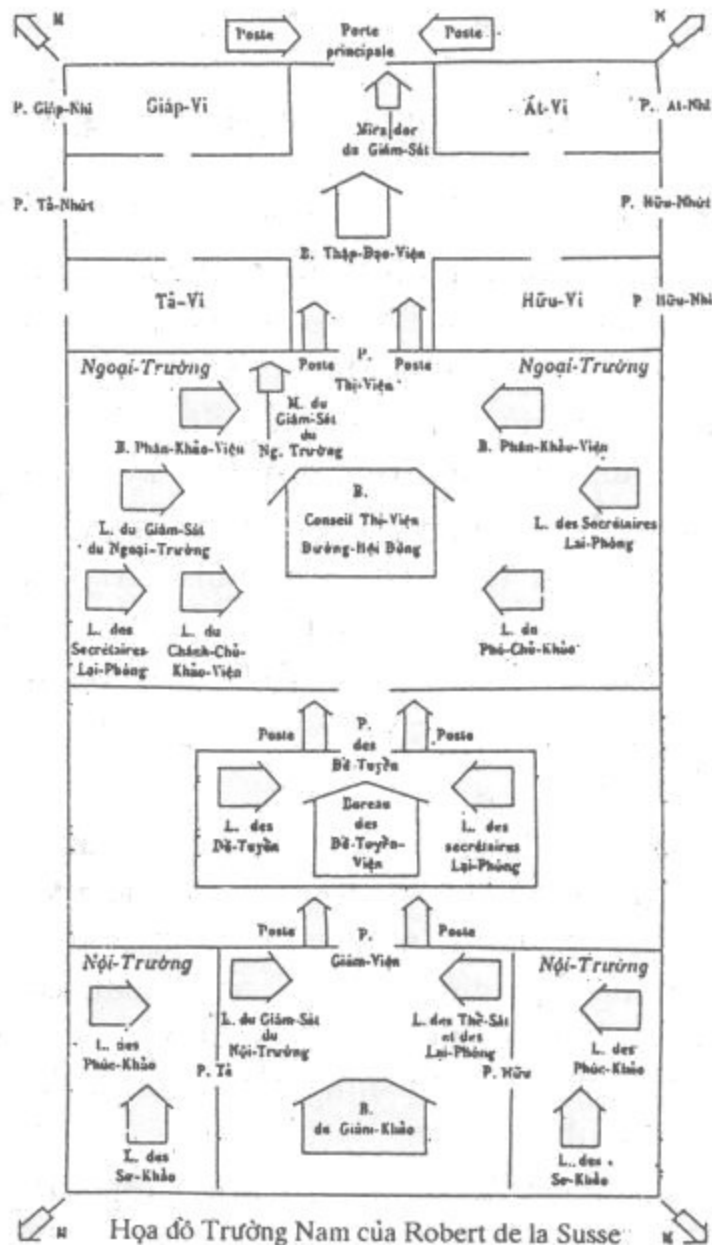 M
Poste
Porte
principale
Poste
M
P. Giáp-Nhi
Giáp-Vi
Ất-Vi
P. Ất-Nhi
Mirador
de Giám-Sát
P. Tả-Nhứt
P. Hữu-Nhứt
B. Thập-Đạo-Viện
Tả-Vi
Hữu-Vi
P Hữu-Nhi
Ngoại-Trường
Poste
P.
Thị-Viện
Poste
Ngoại-Trường
M. du
Giám-Sát
du
Ng. Trường
B. Phân-Khảo-Viện
B. Phân-Khảo-Viện
B.
Conseil Thị-Viện
Đường-Hội Đồng
L. du Giám-Sát
du Ngoại-Trường
L. des Secrétaires
Lại-Phòng
L. des
Secrétaires
Lại-Phòng
L. du
Chánh-Chủ-
Khảo-Viện
L. du
Phó-Chủ-Khảo
Poste
P.
des
Đề-Tuyển
Poste
L. des
Đề-Tuyển
Bureau
des
Đề-Tuyển-
Viện
L. des
secrétaires
Lại-Phòng
Poste
P.
Giám-Viện
Poste
Nội-Trường
Nội-Trường
L. des
Phúc-Khảo
L. du Giám-Sát
du
Nội-Trường
L. des Thể-Sát
et des
Lại-Phòng
L. des
Phúc-Khảo
P. Tả
P. Hữu
B.
de Giám-Khảo
L. des
Sơ-Khảo
L. des
Sơ-Khảo
M
Họa đồ Trường Nam của Robert de la Susse
M